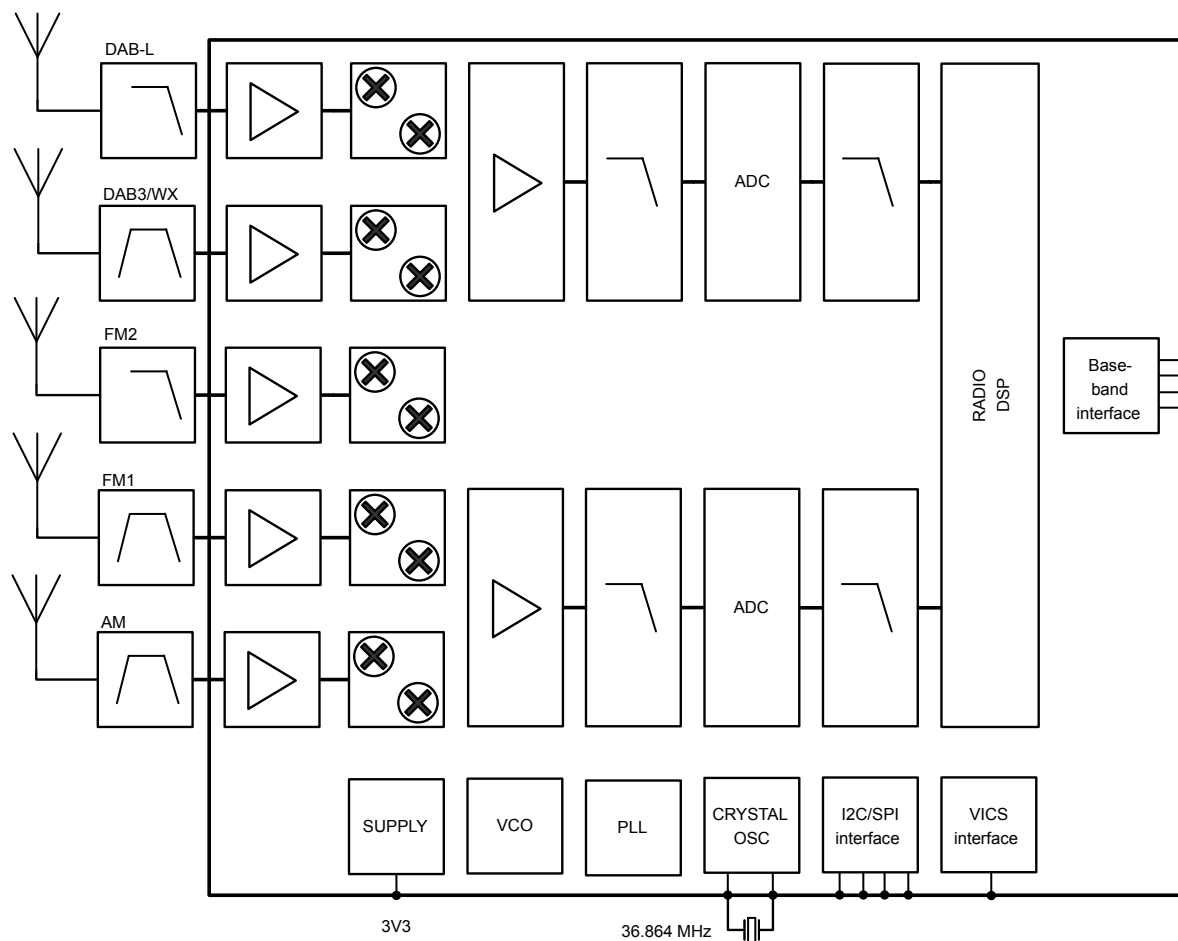 DAB-L
DAB3/WX
FM2
FM1
AM
ADC
ADC
RADIO
DSP
Base-
band
interface
SUPPLY
VCO
PLL
CRYSTAL
OSC
I2C/SPI
interface
VICS
interface
3V3
36.864 MHz